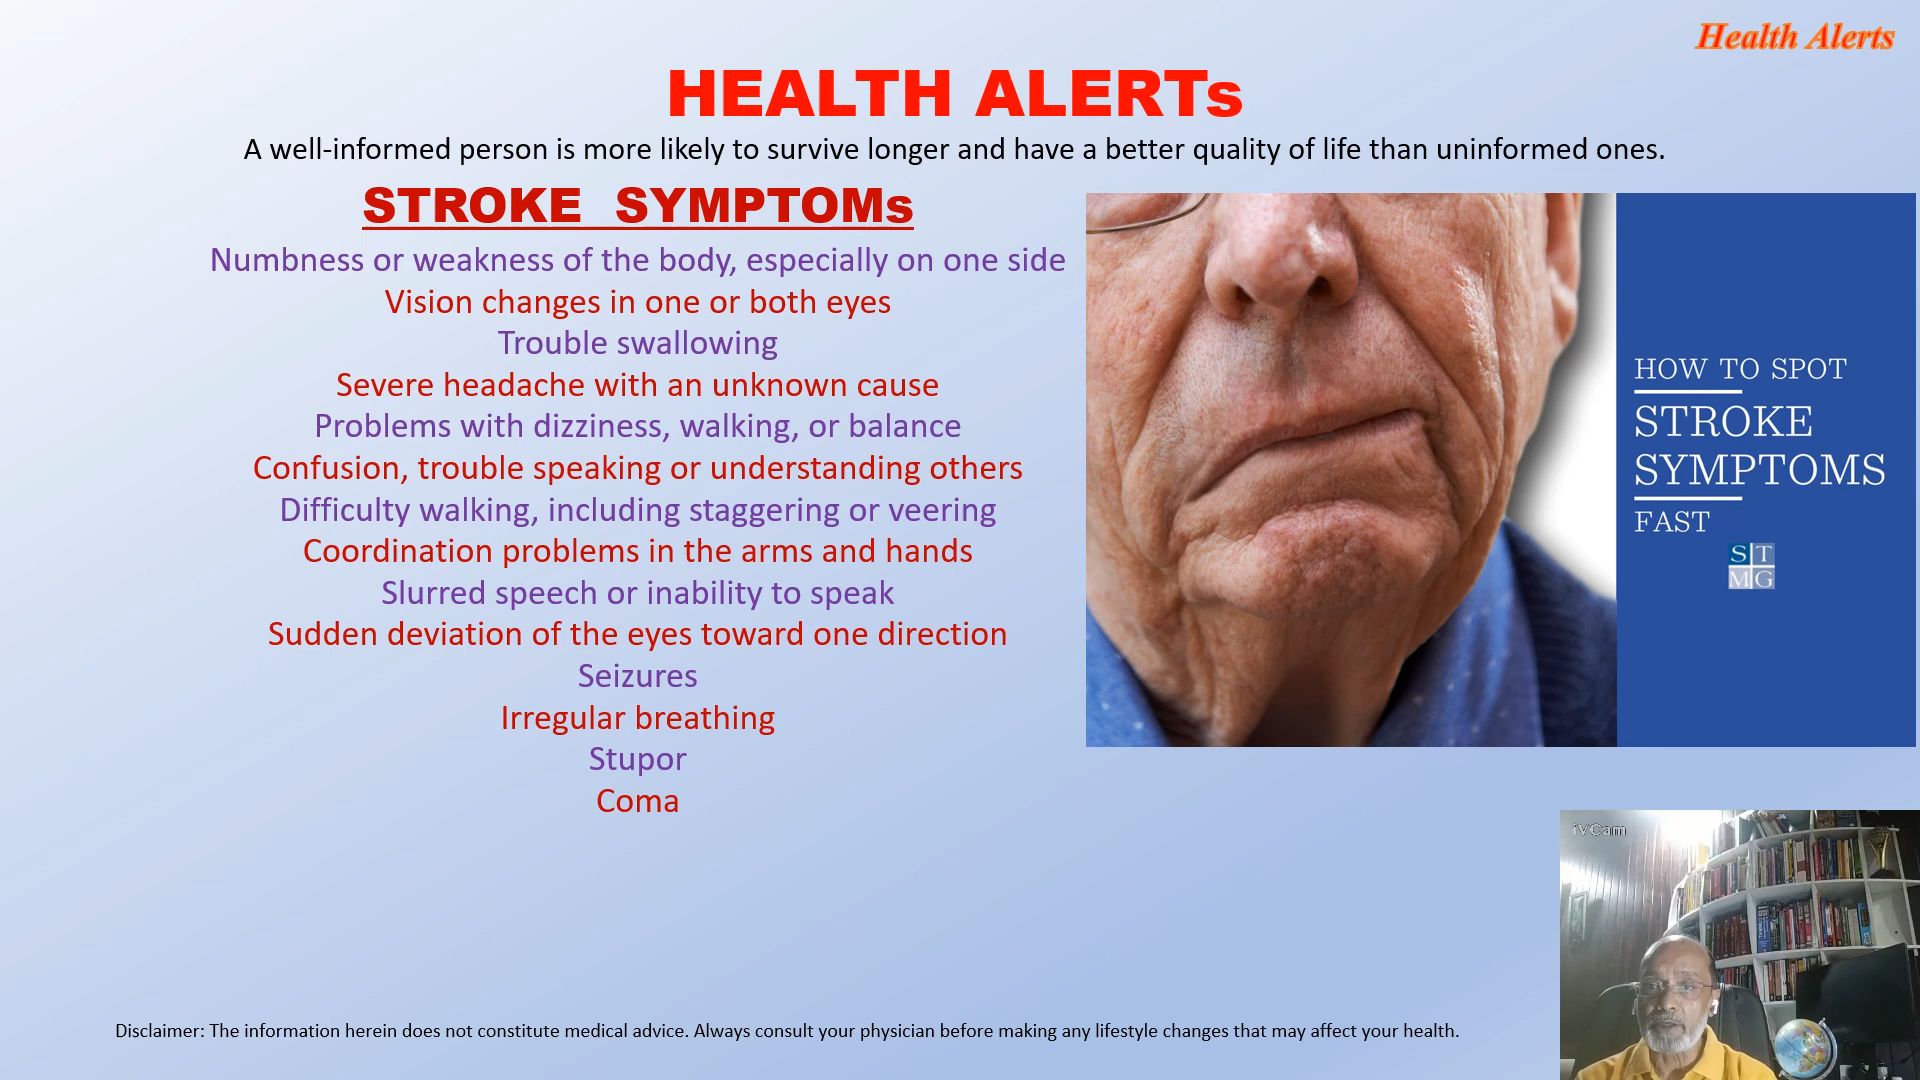 Health Alerts
HEALTH ALERTs
A well-informed person is more likely to survive longer and have a better quality of life than uninformed ones.
STROKE SYMPTOMs
Numbness or weakness of the body, especially on one side
Vision changes in one or both eyes
Trouble swallowing
Severe headache with an unknown cause
Problems with dizziness, walking, or balance
Confusion, trouble speaking or understanding others
Difficulty walking, including staggering or veering
Coordination problems in the arms and hands
Slurred speech or inability to speak
Sudden deviation of the eyes toward one direction
Seizures
Irregular breathing
Stupor
Coma
HOW TO SPOT
STROKE
SYMPTOMS
FAST
ST
MG
iVCam
Disclaimer: The information herein does not constitute medical advice. Always consult your physician before making any lifestyle changes that may affect your health.